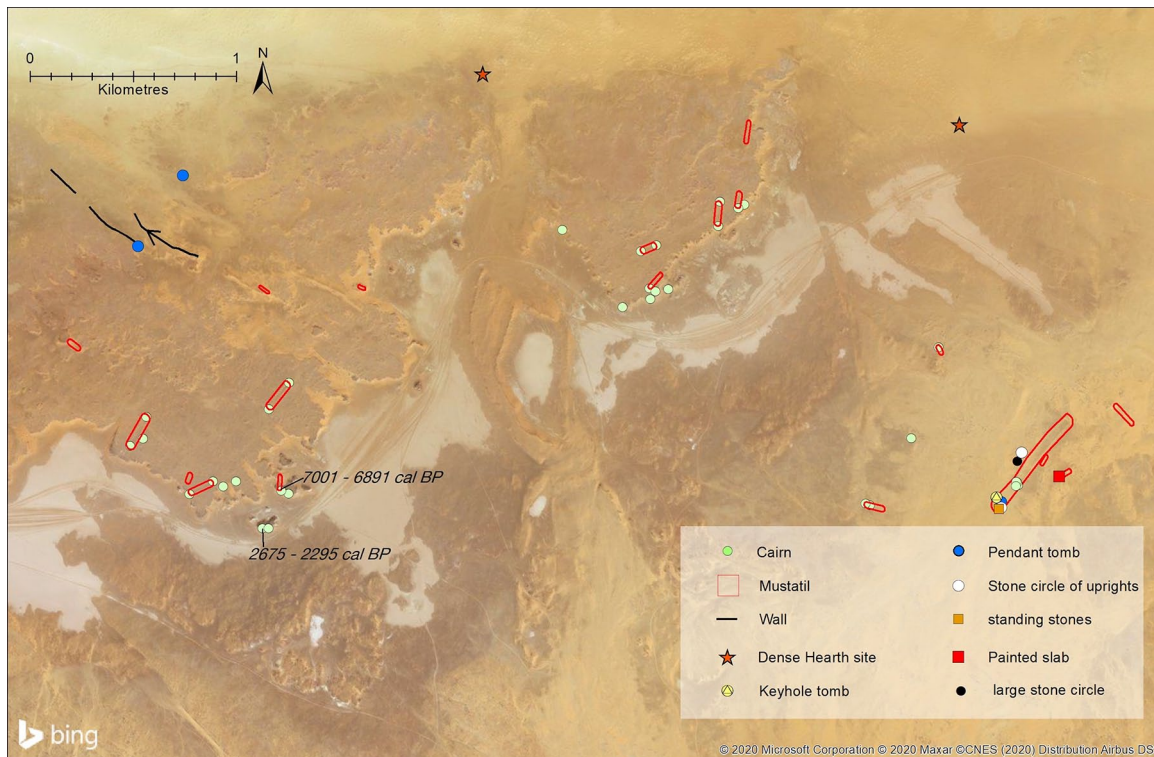 0 1
Kilometres
N
7001 - 6891 cal BP
2675 - 2295 cal BP
Cairn
Mustatil
Wall
Dense Hearth site
Keyhole tomb
Pendant tomb
Stone circle of uprights
standing stones
Painted slab
large stone circle
bing
© 2020 Microsoft Corporation © 2020 Maxar ©CNES (2020) Distribution Airbus DS